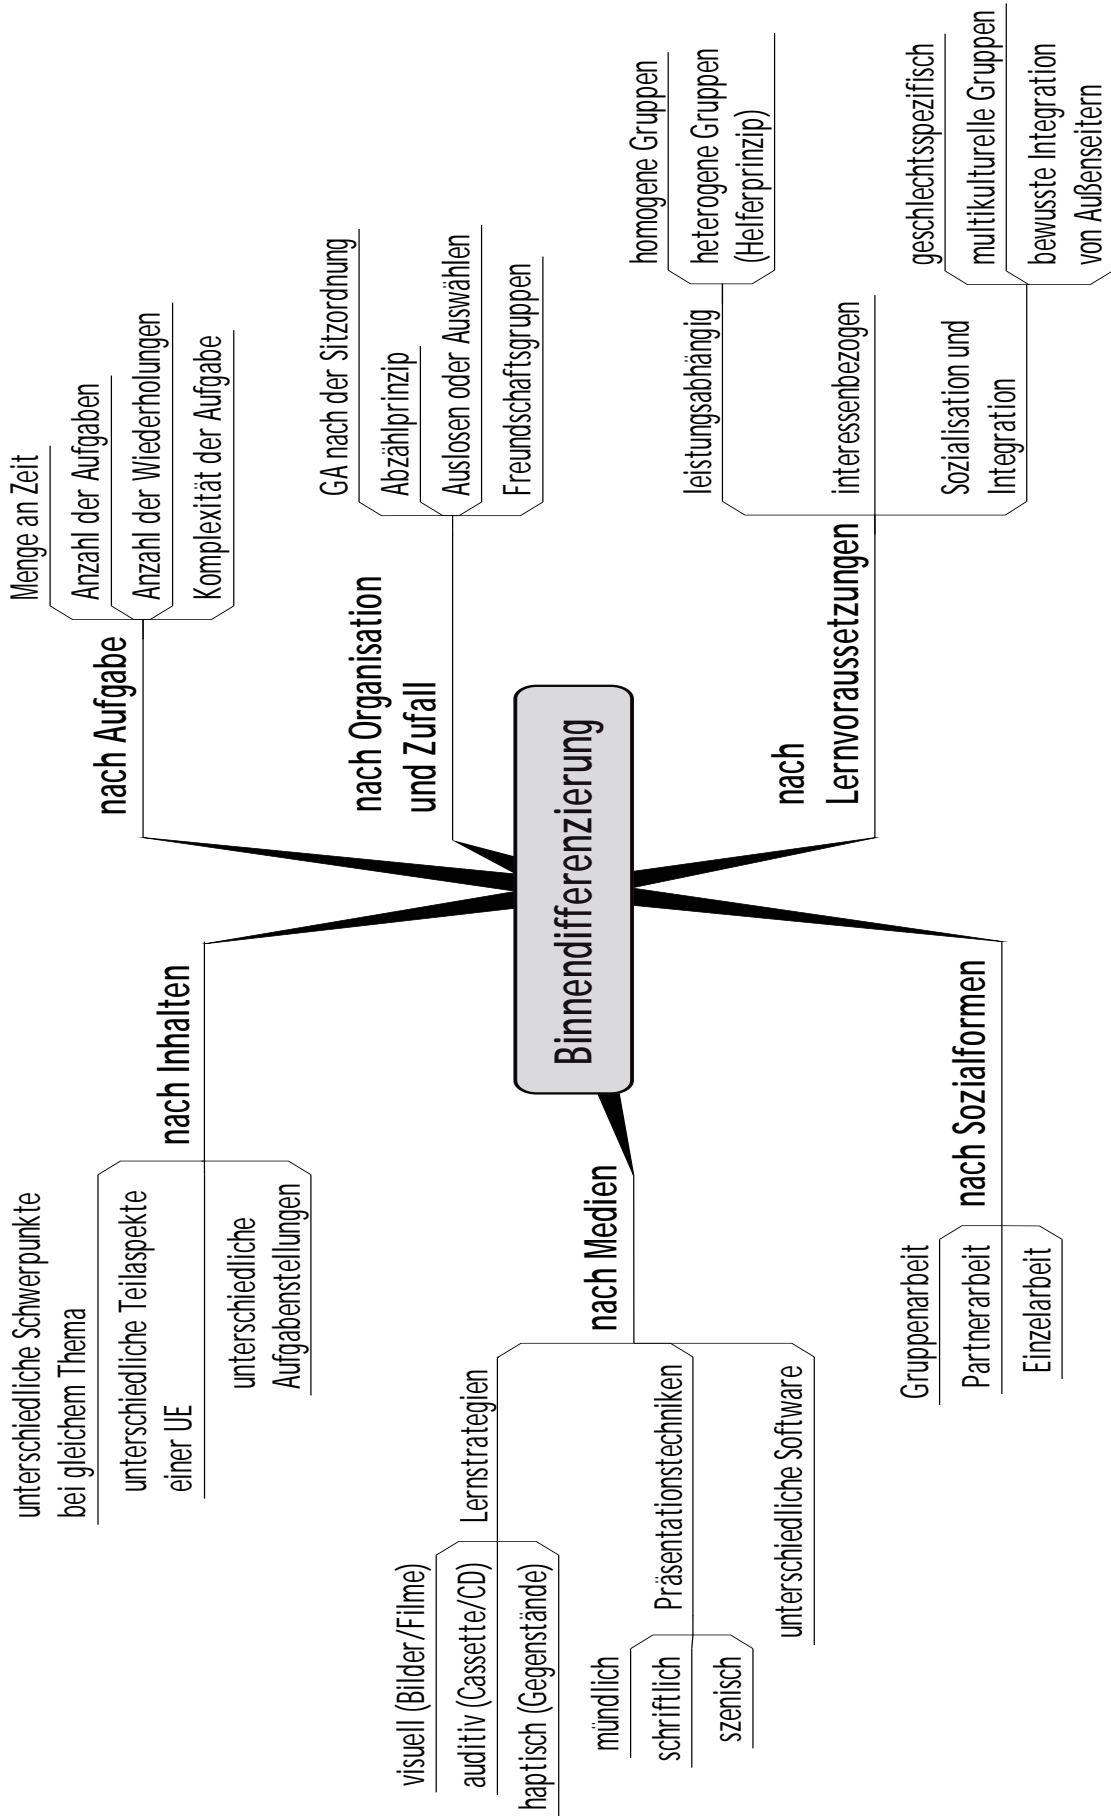 Binnendifferenzierung
nach Inhalten
unterschiedliche Schwerpunkte
bei gleichem Thema
unterschiedliche Teilaspekte
einer UE
unterschiedliche
Aufgabenstellungen
nach Medien
Lernstrategien
visuell (Bilder/Filme)
auditiv (Cassette/CD)
haptisch (Gegenstände)
Präsentationstechniken
mündlich
schriftlich
szenisch
unterschiedliche Software
nach Sozialformen
Gruppenarbeit
Partnerarbeit
Einzelarbeit
nach Aufgabe
Menge an Zeit
Anzahl der Aufgaben
Anzahl der Wiederholungen
Komplexität der Aufgabe
nach Organisation
und Zufall
GA nach der Sitzordnung
Abzählprinzip
Auslosen oder Auswählen
Freundschaftsgruppen
nach
Lernvoraussetzungen
leistungsabhängig
homogene Gruppen
heterogene Gruppen
(Helferprinzip)
interessenbezogen
Sozialisation und
Integration
geschlechtsspezifisch
multikulturelle Gruppen
bewusste Integration
von Außenseitern